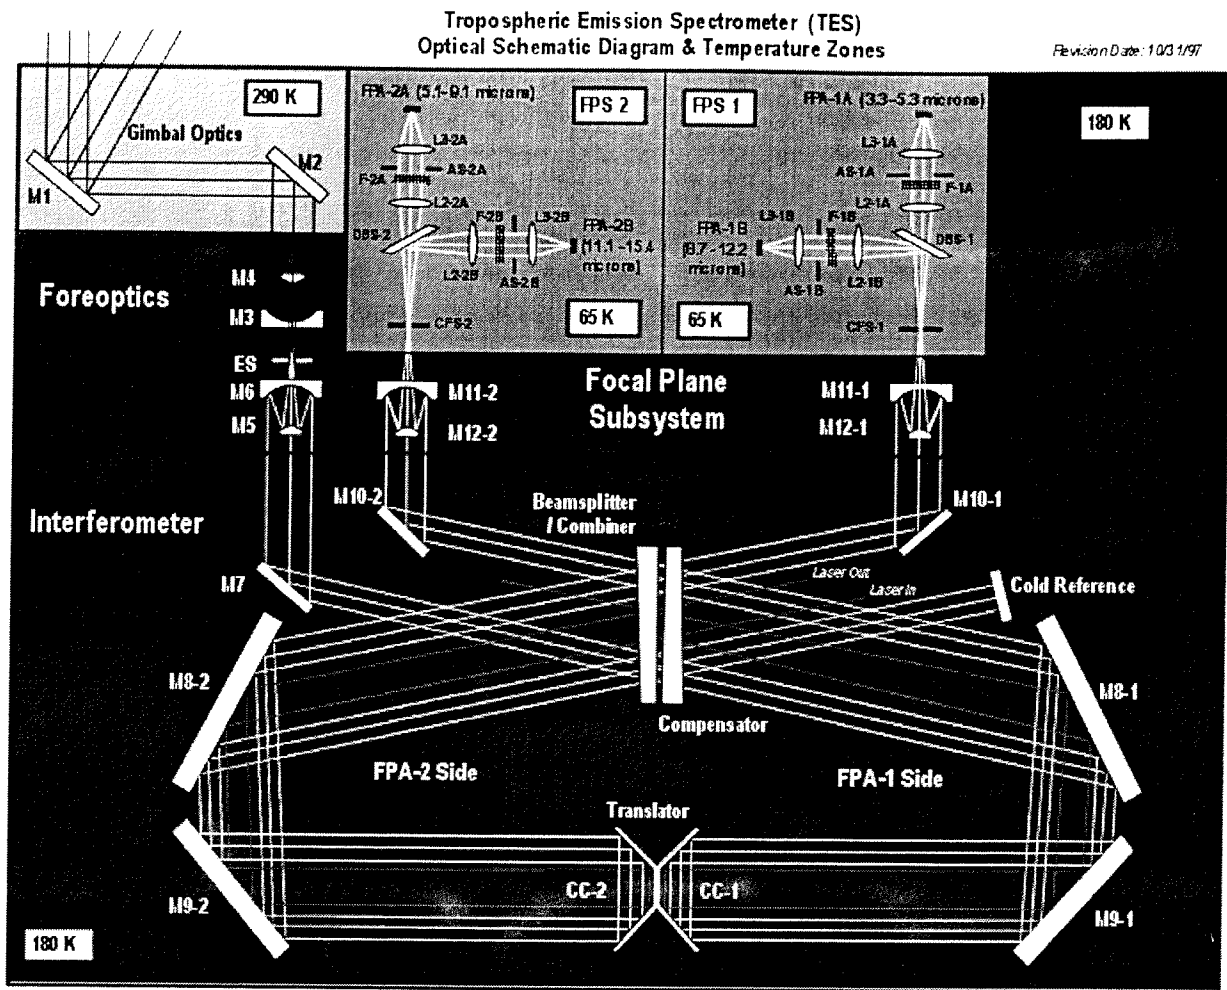 Tropospheric Emission Spectrometer (TES)
Optical Schematic Diagram & Temperature Zones
Revision Date: 10/31/97
290 K
Gimbal Optics
M1
M2
FPA-2A (5.1-9.1 microns)
FPS 2
L3-2A
AS-2A
F-2A
L2-2A
DBS-2
F-2B
L3-2B
FPA-2B
(11.1-15.4
microns)
L2-2B
AS-2B
65 K
CFS-2
FPS 1
FPA-1A (3.3-5.3 microns)
L3-1A
AS-1A
F-1A
L2-1A
L3-1B
F-1B
FPA-1B
(8.7-12.2
microns)
DBS-1
L2-1B
AS-1B
65 K
CFS-1
180 K
Foreoptics
M4
M3
ES
M6
M5
M11-2
M12-2
Focal Plane
Subsystem
M11-1
M12-1
Interferometer
M10-2
Beamsplitter
/ Combiner
M10-1
Laser Out
Laser In
Cold Reference
M7
M8-2
M8-1
Compensator
FPA-2 Side
FPA-1 Side
Translator
CC-2
CC-1
M9-2
M9-1
180 K